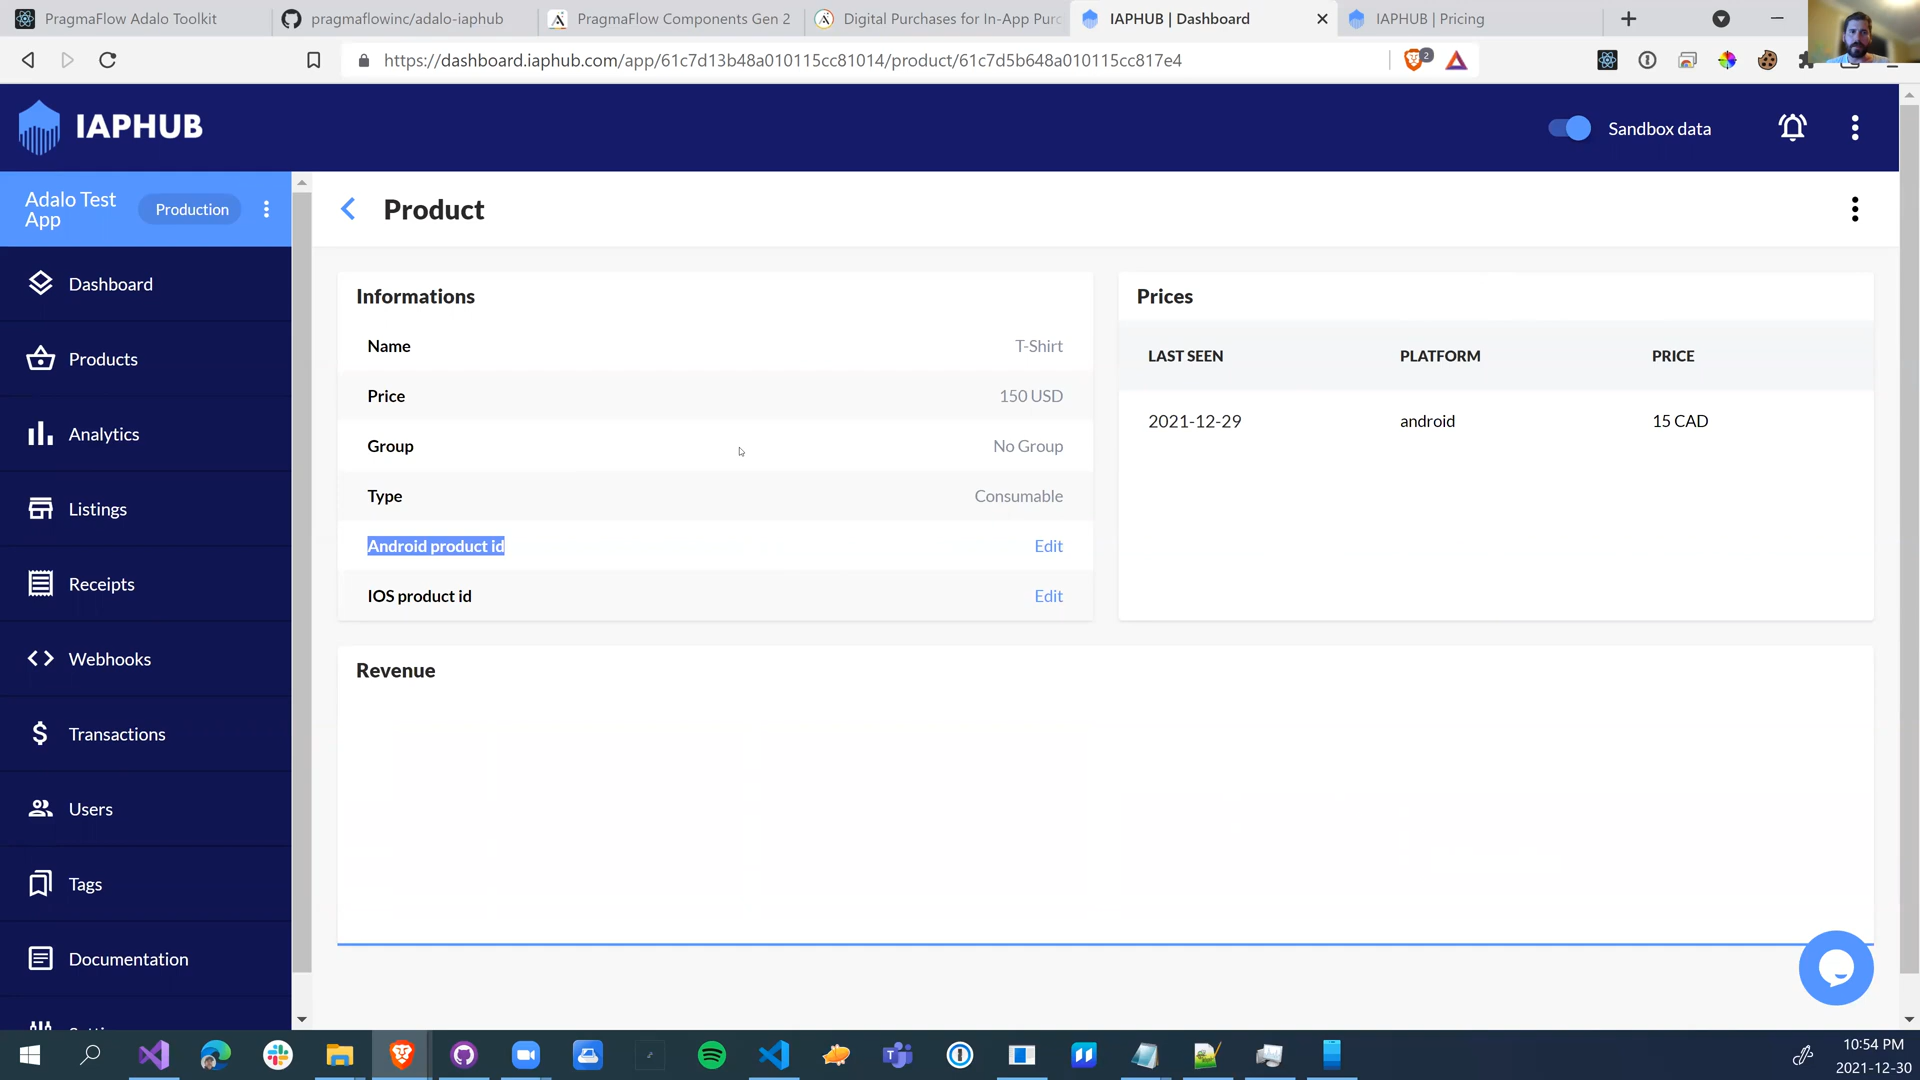 PragmaFlow Adalo Toolkit
pragmaflowinc/adalo-iaphub
PragmaFlow Components Gen 2
Digital Purchases for In-App Purc
IAPHUB | Dashboard
IAPHUB | Pricing
https://dashboard.iaphub.com/app/61c7d13b48a010115cc81014/product/61c7d5b648a010115cc817e4
2
IAPHUB
Sandbox data
Adalo Test
App
Production
Product
Dashboard
Products
Analytics
Listings
Receipts
Webhooks
Transactions
Users
Tags
Documentation
Informations
Name
T-Shirt
Price
150 USD
Group
No Group
Type
Consumable
Android product id
Edit
IOS product id
Edit
Prices
LAST SEEN
PLATFORM
PRICE
2021-12-29
android
15 CAD
Revenue
10:54 PM
2021-12-30